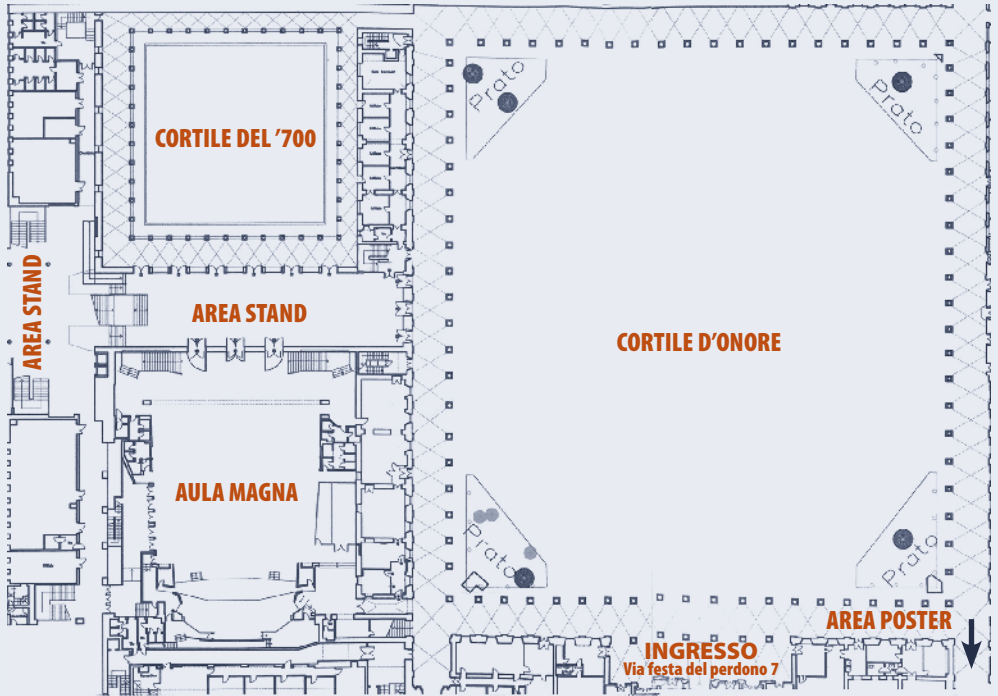 CORTILE DEL '700
Prato
Prato
AREA STAND
AREA STAND
CORTILE D'ONORE
AULA MAGNA
Prato
Prato
AREA POSTER
INGRESSO
Via festa del perdono 7